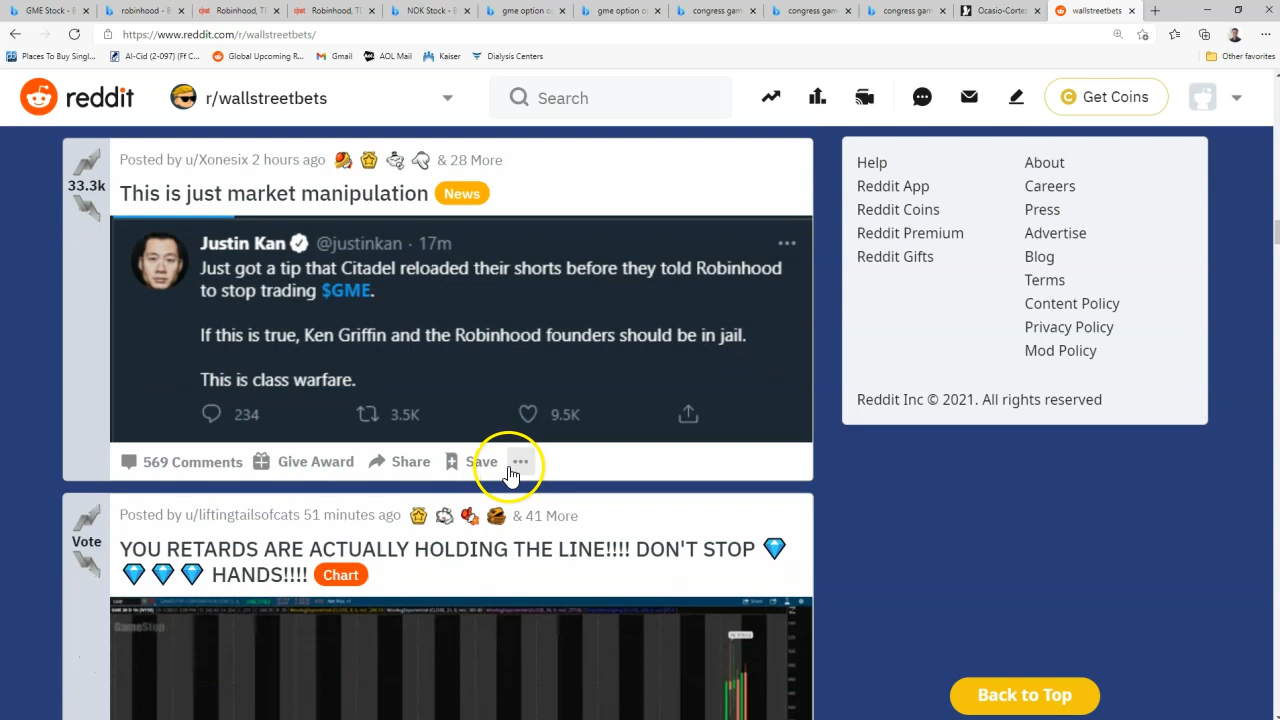 GME Stock - B
robinhood - B
Robinhood, TD
Robinhood, TD
NOK Stock - B
gme option o
gme option o
congress gam
congress gam
congress gam
Ocasio-Cortez
wallstreetbets
https://www.reddit.com/r/wallstreetbets/
Places To Buy Singl...
Al-Cid (2-097) (Ff C...
Global Upcoming R...
Gmail
AOL Mail
Kaiser
Dialysis Centers
Other favorites
reddit
r/wallstreetbets
Search
Get Coins
Posted by u/Xonesix 2 hours ago & 28 More
33.3k
This is just market manipulation News
Justin Kan @justinkan · 17m
Just got a tip that Citadel reloaded their shorts before they told Robinhood
to stop trading $GME.
If this is true, Ken Griffin and the Robinhood founders should be in jail.
This is class warfare.
234 3.5K 9.5K
569 Comments Give Award Share Save
Posted by u/liftingtailsofcats 51 minutes ago & 41 More
Vote
YOU RETARDS ARE ACTUALLY HOLDING THE LINE!!!! DON'T STOP 💎
💎💎💎 HANDS!!!! Chart
GameStop
Help About
Reddit App Careers
Reddit Coins Press
Reddit Premium Advertise
Reddit Gifts Blog
Terms
Content Policy
Privacy Policy
Mod Policy
Reddit Inc © 2021. All rights reserved
Back to Top